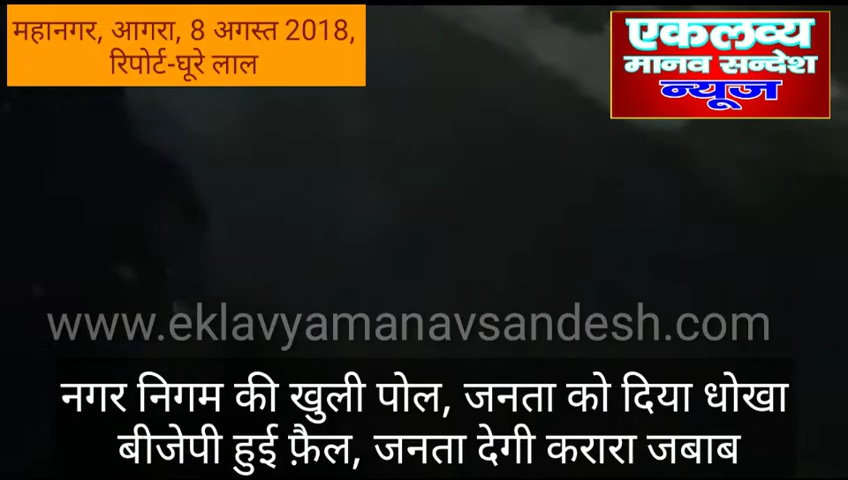 महानगर, आगरा, 8 अगस्त 2018,
रिपोर्ट-घूरे लाल
एकलव्य
मानव सन्देश
न्यूज
www.eklavyamanavsandesh.com
नगर निगम की खुली पोल, जनता को दिया धोखा
बीजेपी हुई फ़ैल, जनता देगी करारा जबाब